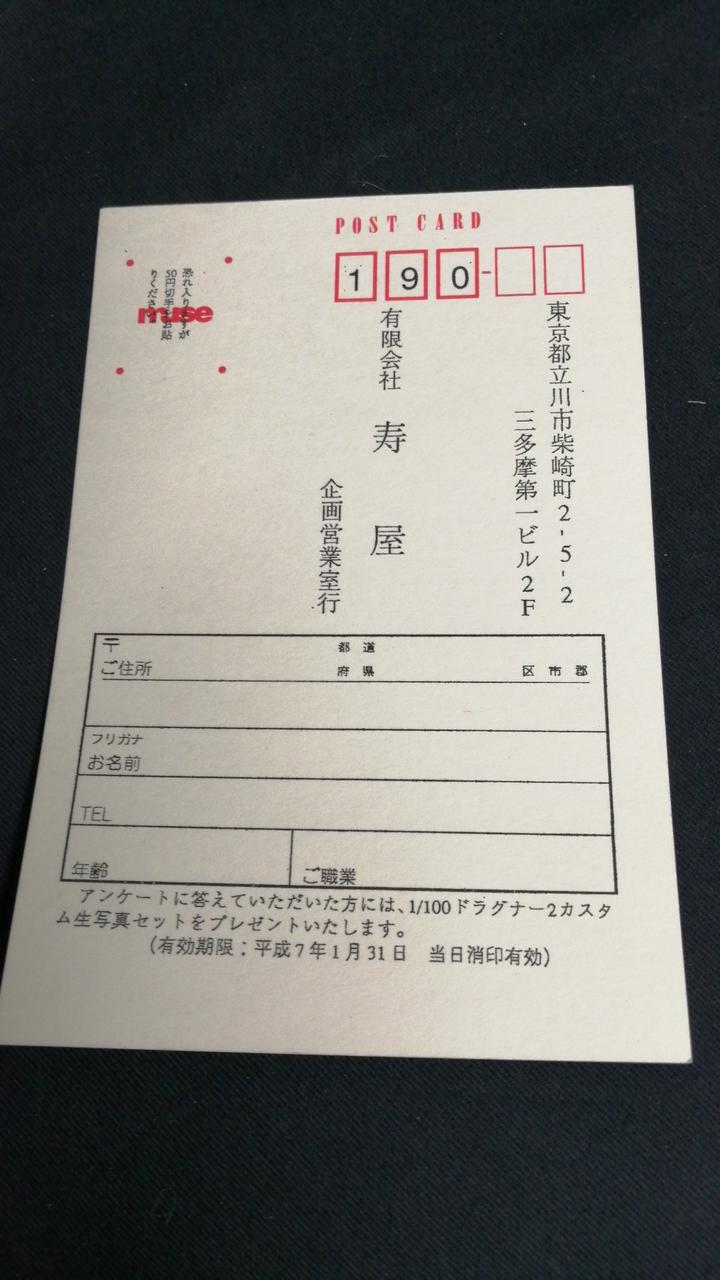 POST CARD
190-
東京都立川市柴崎町2-5-2
三多摩第一ビル2F
有限会社 寿屋
企画営業室行
恐れ入りますが
50円切手をお貼
りください
muse
〒
都 道
ご住所
府 県
区 市 郡
フリガナ
お名前
TEL
年齢
ご職業
アンケートに答えていただいた方には、1/100ドラグナー2カスタ
ム生写真セットをプレゼントいたします。
(有効期限：平成7年1月31日 当日消印有効)